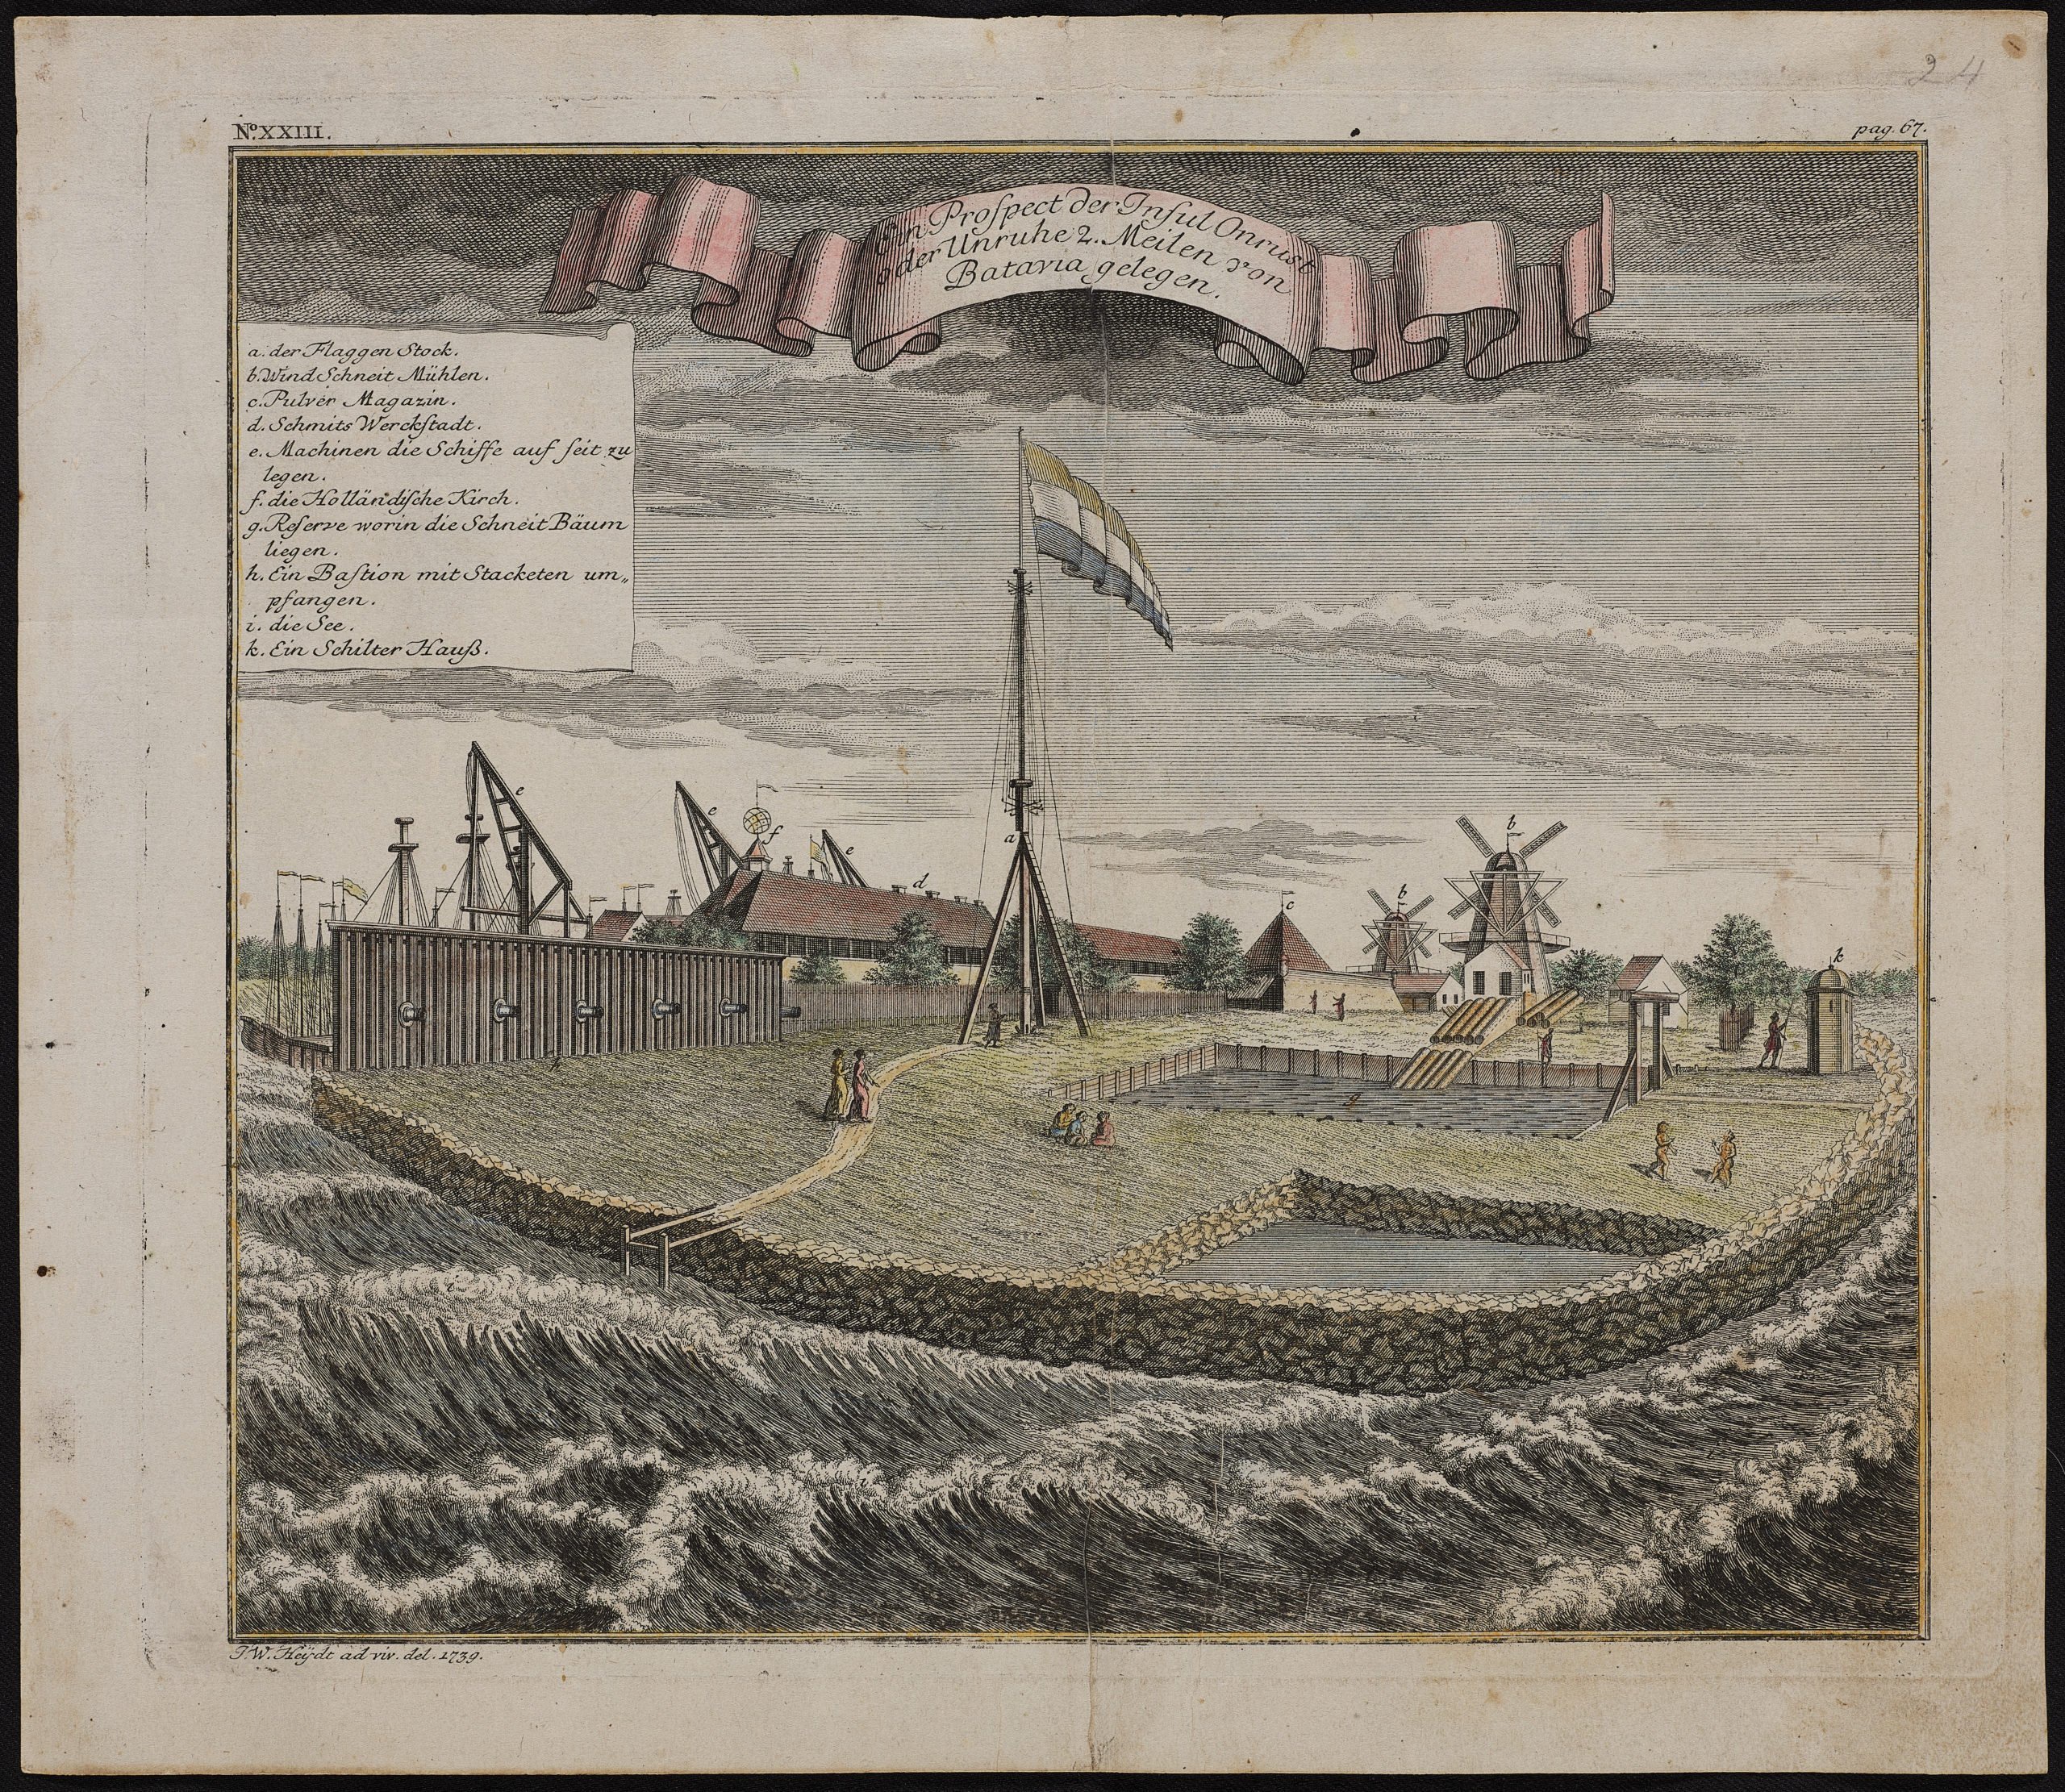 24
No. XXIII.
pag. 67.
Ein Prospect der Insul Onrust
oder Unruhe 2. Meilen von
Batavia gelegen.
a. der Flaggen Stock.
b. Wind Schneit Mühlen.
c. Pulver Magazin.
d. Schmits Werckstadt.
e. Machinen die Schiffe auf seit zu
legen.
f. die Holländische Kirch.
g. Reserve worin die Schneit Bäum
liegen.
h. Ein Bastion mit Stacketen um„
pfangen.
i. die See.
k. Ein Schilter Hauß.
e
e
f
e
d
a
c
b
b
k
h
g
i
i
J. W. Heÿdt ad viv. del. 1739.